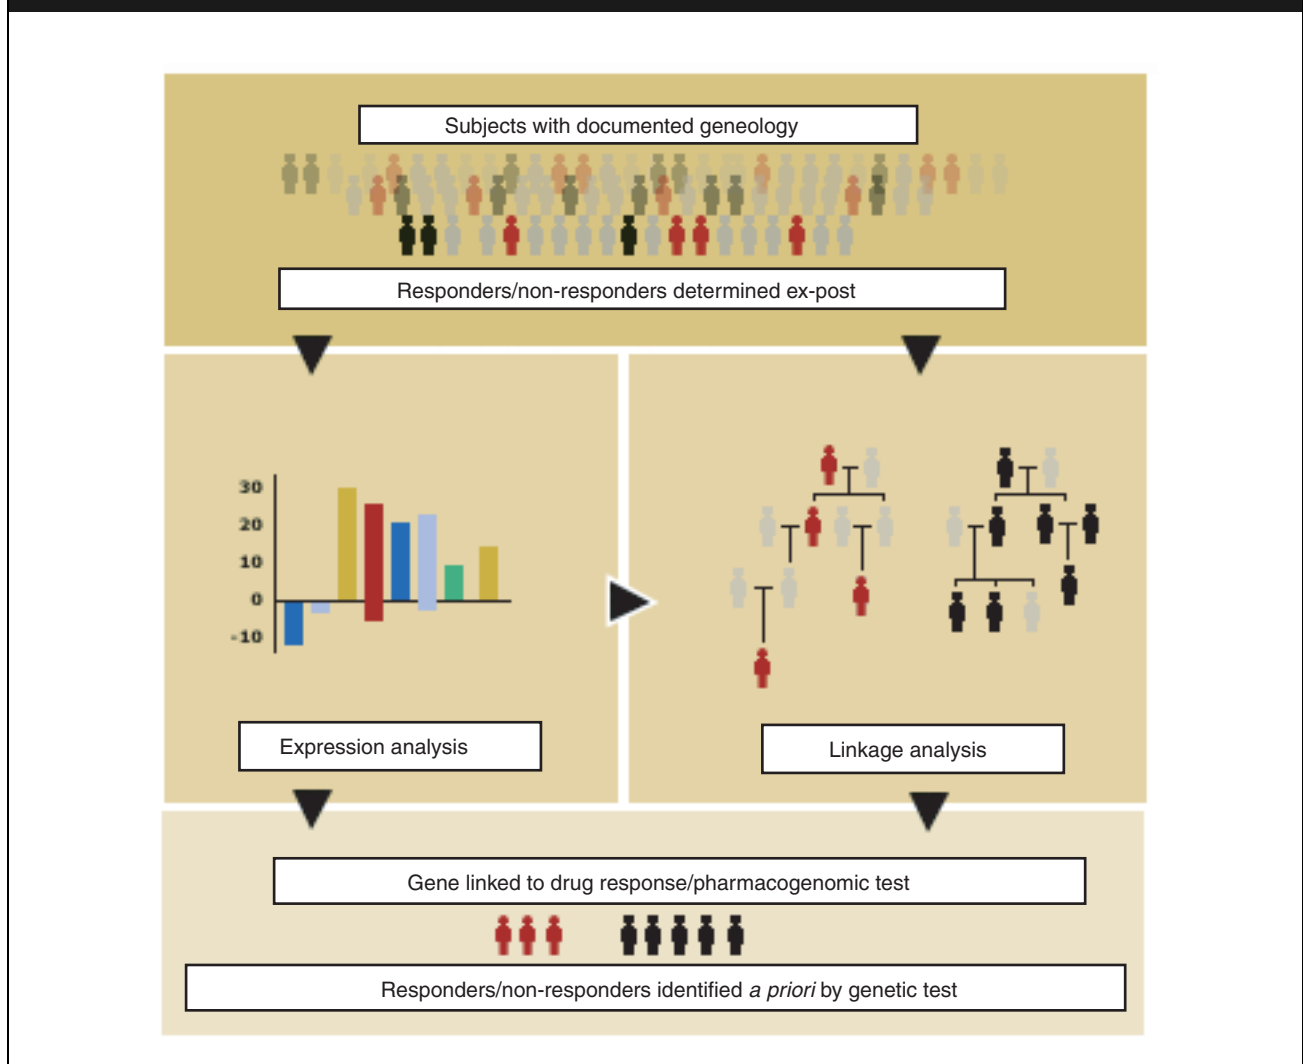 Subjects with documented geneology
Responders/non-responders determined ex-post
30
20
10
0
-10
Expression analysis
Linkage analysis
Gene linked to drug response/pharmacogenomic test
Responders/non-responders identified a priori by genetic test